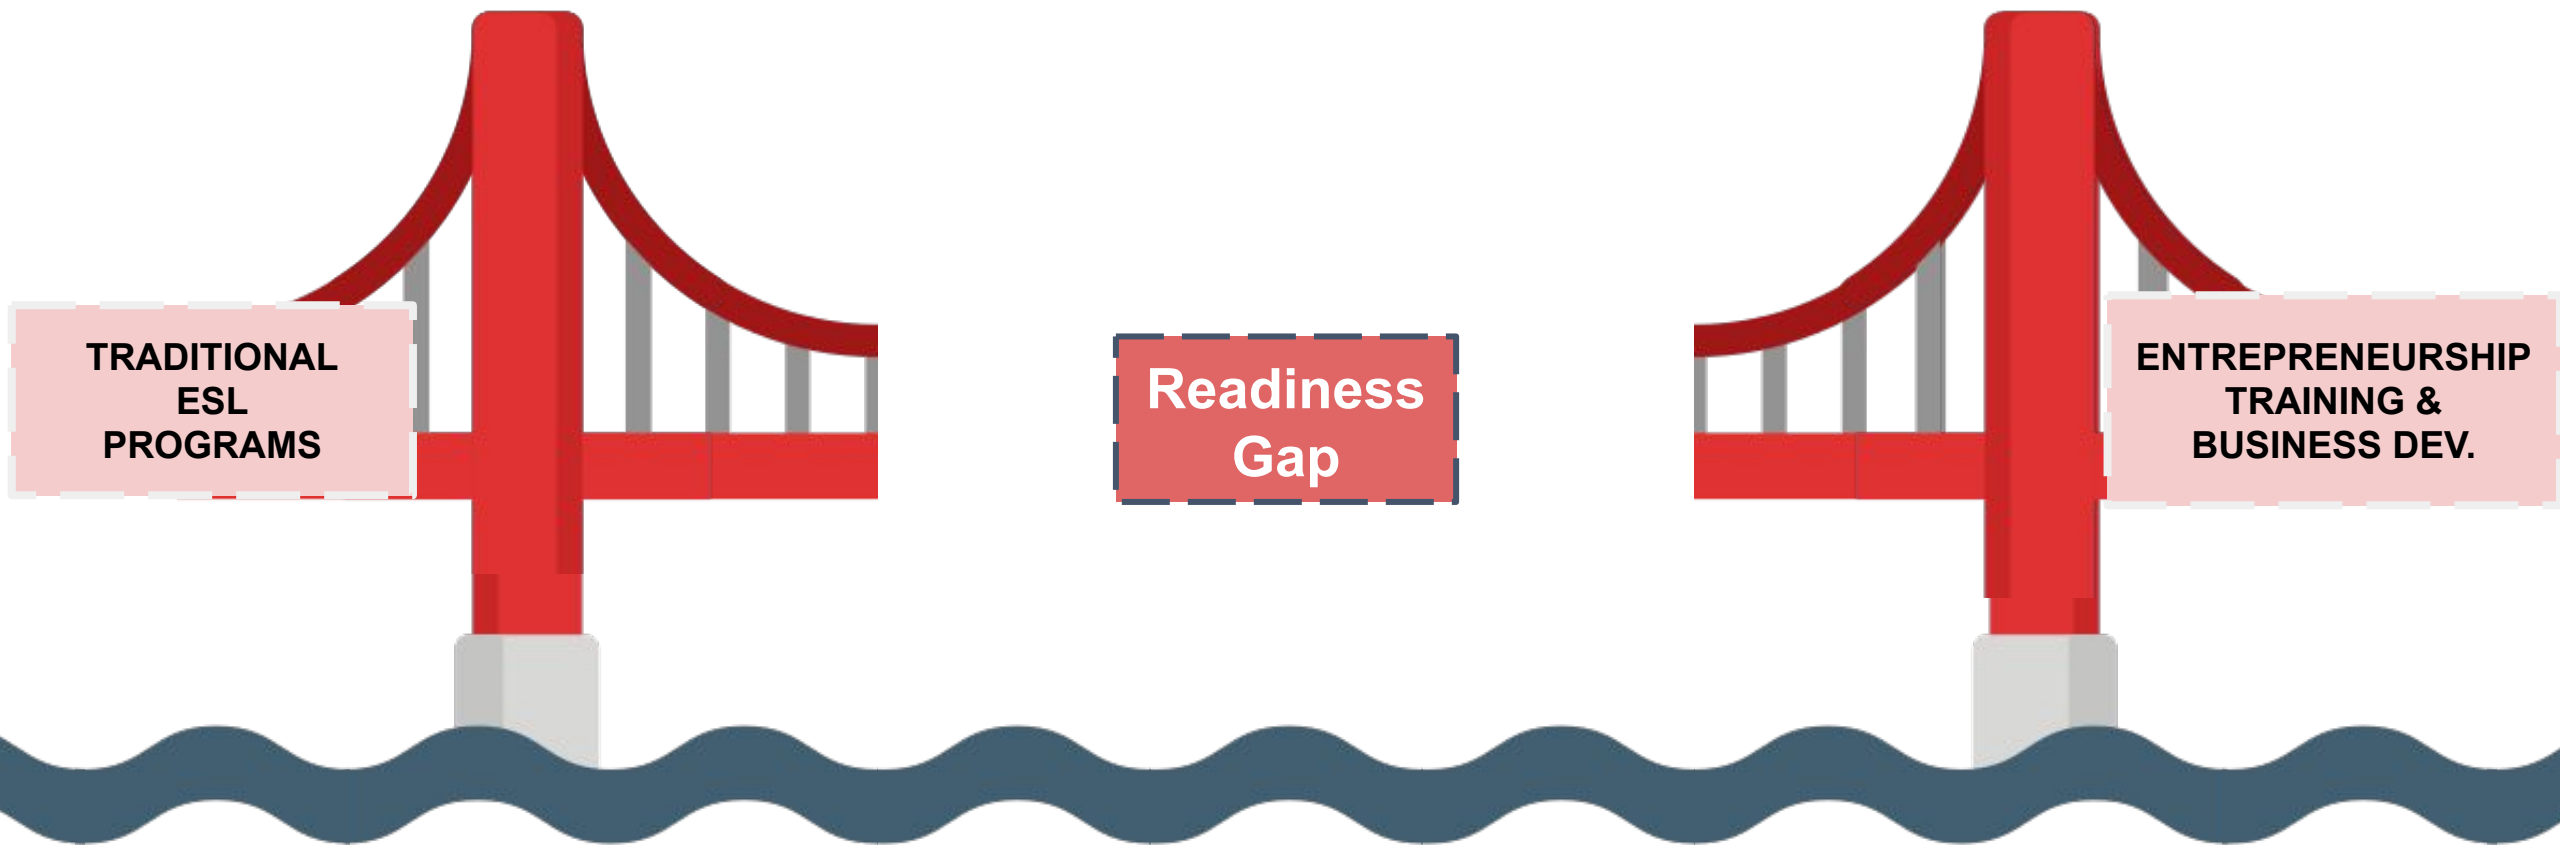 TRADITIONAL
ESL
PROGRAMS
Readiness
Gap
ENTREPRENEURSHIP
TRAINING &
BUSINESS DEV.